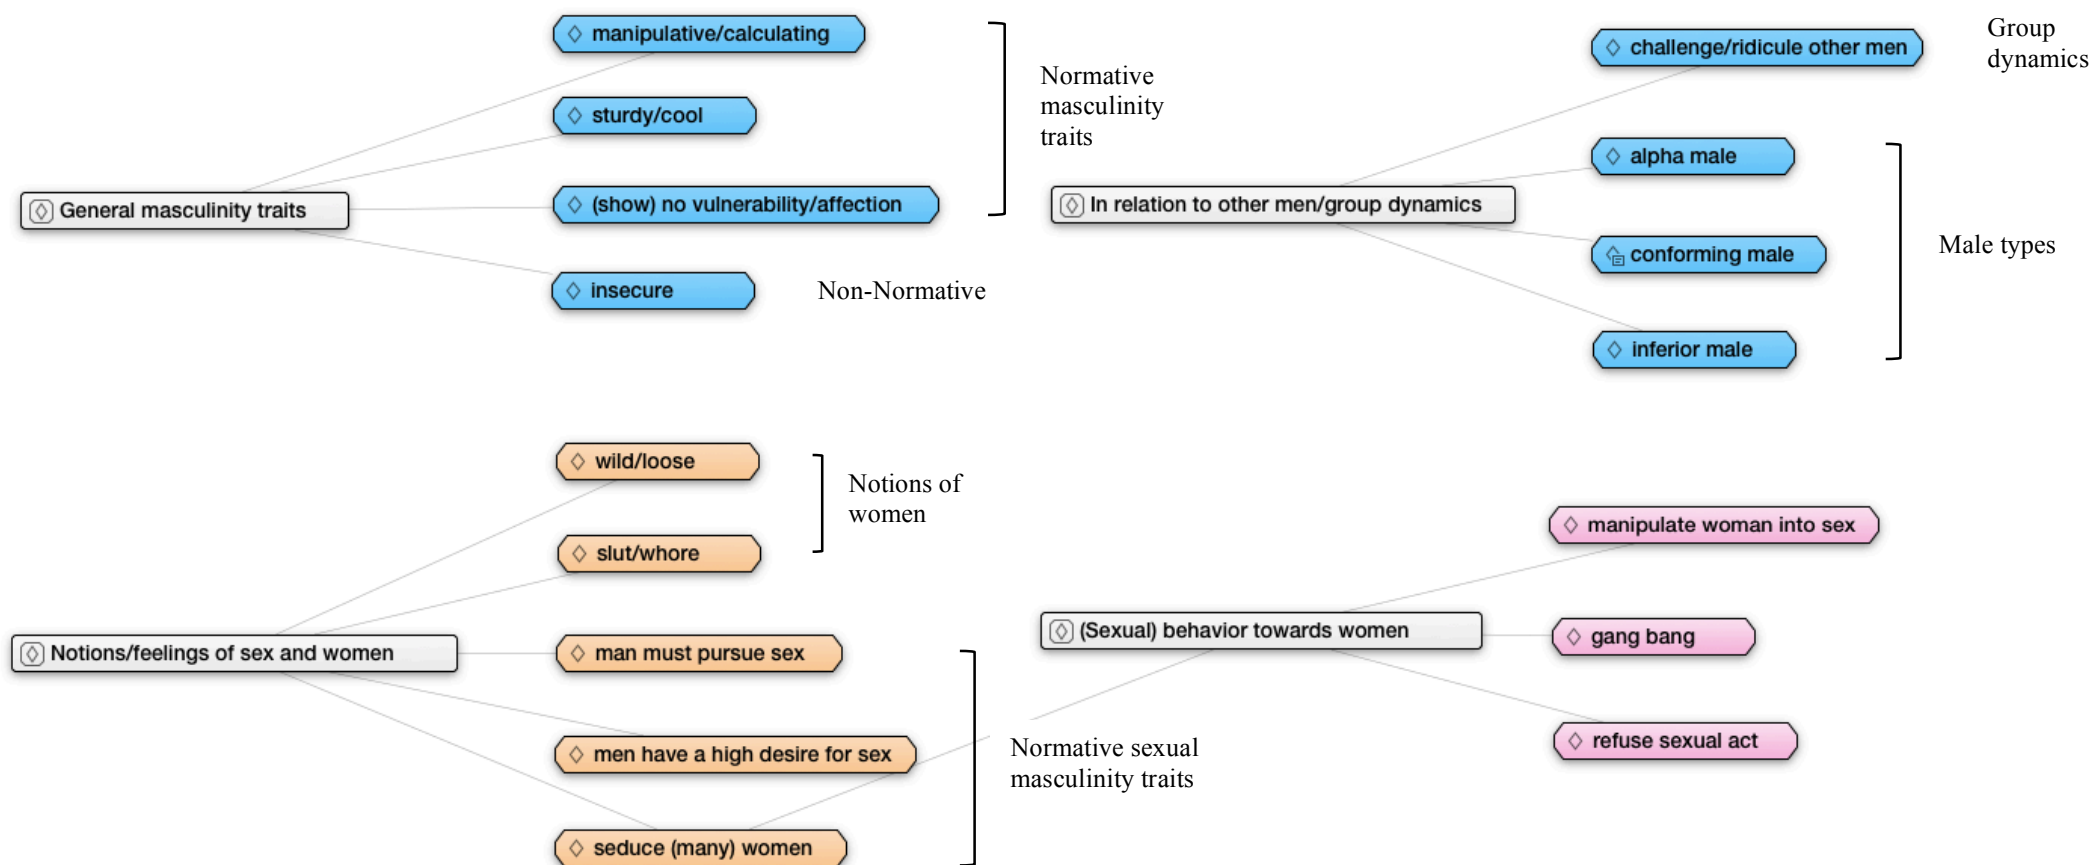 manipulative/calculating
sturdy/cool
General masculinity traits
(show) no vulnerability/affection
insecure
Normative
masculinity
traits
Non-Normative
challenge/ridicule other men
Group
dynamics
alpha male
In relation to other men/group dynamics
conforming male
inferior male
Male types
wild/loose
slut/whore
Notions of
women
Notions/feelings of sex and women
man must pursue sex
men have a high desire for sex
seduce (many) women
Normative sexual
masculinity traits
manipulate woman into sex
(Sexual) behavior towards women
gang bang
refuse sexual act